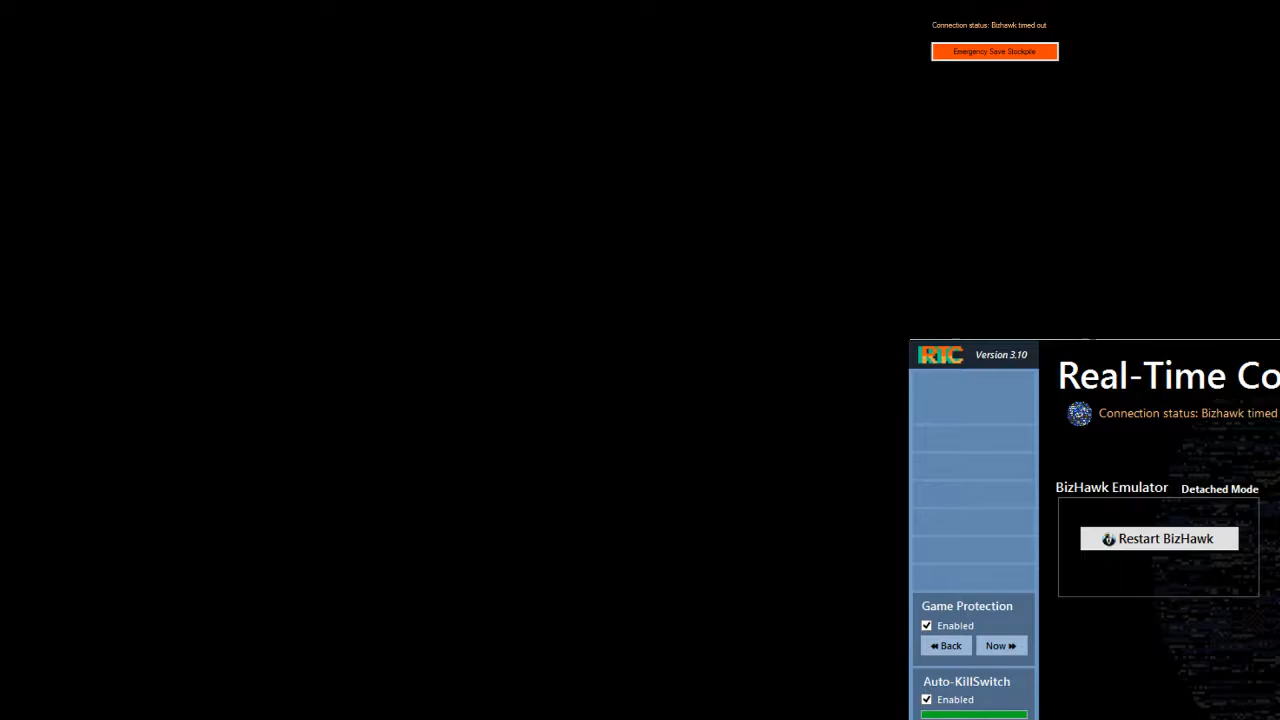 Connection status: Bizhawk timed out
Emergency Save Stockpile
RTC Version 3.10
Real-Time Co
Connection status: Bizhawk timed
BizHawk Emulator Detached Mode
Restart BizHawk
Game Protection
Enabled
Back Now
Auto-KillSwitch
Enabled